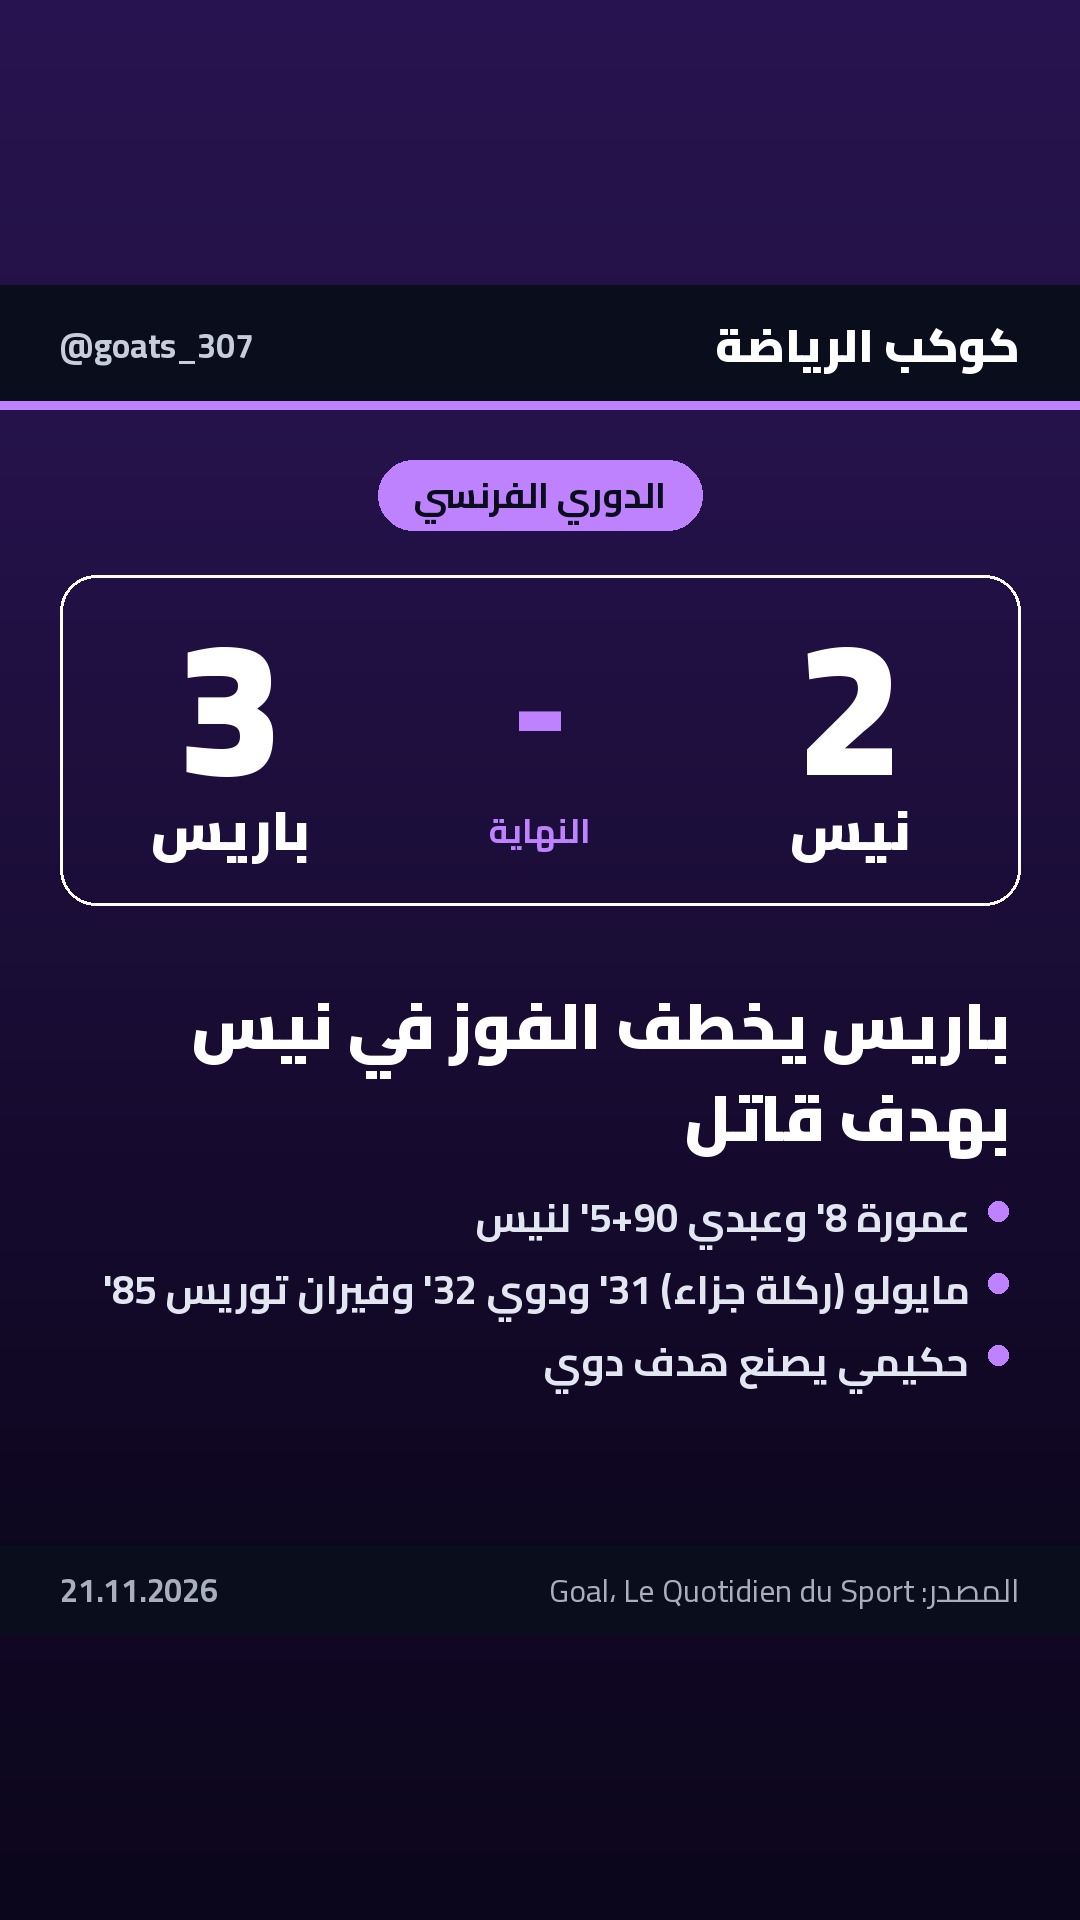 كوكب الرياضة
@goats_307
الدوري الفرنسي
2 - 3
نيس النهاية باريس
باريس يخطف الفوز في نيس
بهدف قاتل
عمورة 8' وعبدي 90+5' لنيس
مايولو (ركلة جزاء) 31' ودوي 32' وفيران توريس 85'
حكيمي يصنع هدف دوي
المصدر: Goal، Le Quotidien du Sport
21.11.2026